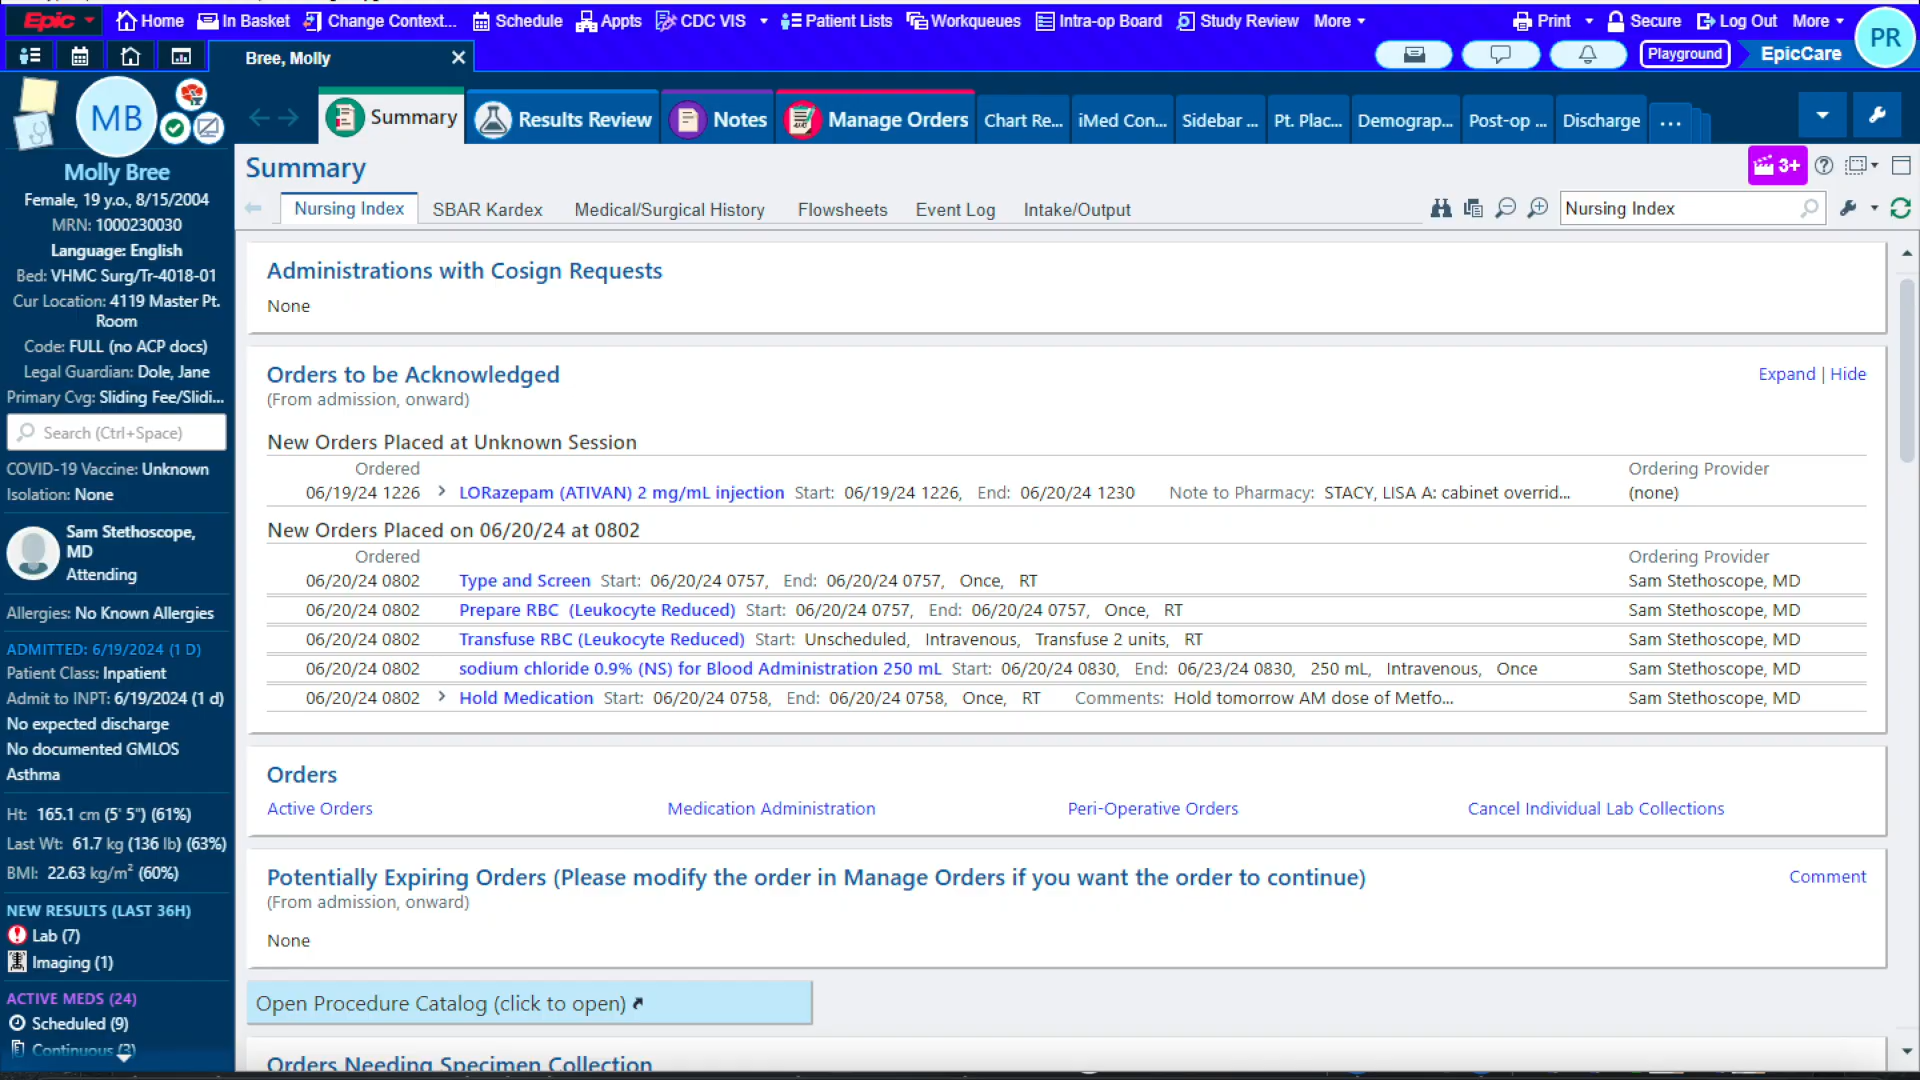 Epic Home In Basket Change Context... Schedule Appts CDC VIS Patient Lists Workqueues Intra-op Board Study Review More Print Secure Log Out More PR
Bree, Molly Playground EpicCare
MB
Summary Results Review Notes Manage Orders Chart Re... iMed Con... Sidebar ... Pt. Plac... Demograp... Post-op ... Discharge ...
Molly Bree
Female, 19 y.o., 8/15/2004
MRN: 1000230030
Language: English
Bed: VHMC Surg/Tr-4018-01
Cur Location: 4119 Master Pt.
Room
Code: FULL (no ACP docs)
Legal Guardian: Dole, Jane
Primary Cvg: Sliding Fee/Slidi...
Search (Ctrl+Space)
COVID-19 Vaccine: Unknown
Isolation: None
Sam Stethoscope,
MD
Attending
Allergies: No Known Allergies
ADMITTED: 6/19/2024 (1 D)
Patient Class: Inpatient
Admit to INPT: 6/19/2024 (1 d)
No expected discharge
No documented GMLOS
Asthma
Ht: 165.1 cm (5' 5") (61%)
Last Wt: 61.7 kg (136 lb) (63%)
BMI: 22.63 kg/m² (60%)
NEW RESULTS (LAST 36H)
Lab (7)
Imaging (1)
ACTIVE MEDS (24)
Scheduled (9)
Continuous (3)
Summary 3+
Nursing Index SBAR Kardex Medical/Surgical History Flowsheets Event Log Intake/Output Nursing Index
Administrations with Cosign Requests
None
Orders to be Acknowledged Expand | Hide
(From admission, onward)
New Orders Placed at Unknown Session
Ordered Ordering Provider
06/19/24 1226 LORazepam (ATIVAN) 2 mg/mL injection Start: 06/19/24 1226, End: 06/20/24 1230 Note to Pharmacy: STACY, LISA A: cabinet overrid... (none)
New Orders Placed on 06/20/24 at 0802
Ordered Ordering Provider
06/20/24 0802 Type and Screen Start: 06/20/24 0757, End: 06/20/24 0757, Once, RT Sam Stethoscope, MD
06/20/24 0802 Prepare RBC (Leukocyte Reduced) Start: 06/20/24 0757, End: 06/20/24 0757, Once, RT Sam Stethoscope, MD
06/20/24 0802 Transfuse RBC (Leukocyte Reduced) Start: Unscheduled, Intravenous, Transfuse 2 units, RT Sam Stethoscope, MD
06/20/24 0802 sodium chloride 0.9% (NS) for Blood Administration 250 mL Start: 06/20/24 0830, End: 06/23/24 0830, 250 mL, Intravenous, Once Sam Stethoscope, MD
06/20/24 0802 Hold Medication Start: 06/20/24 0758, End: 06/20/24 0758, Once, RT Comments: Hold tomorrow AM dose of Metfo... Sam Stethoscope, MD
Orders
Active Orders Medication Administration Peri-Operative Orders Cancel Individual Lab Collections
Potentially Expiring Orders (Please modify the order in Manage Orders if you want the order to continue) Comment
(From admission, onward)
None
Open Procedure Catalog (click to open)
Orders Needing Specimen Collection